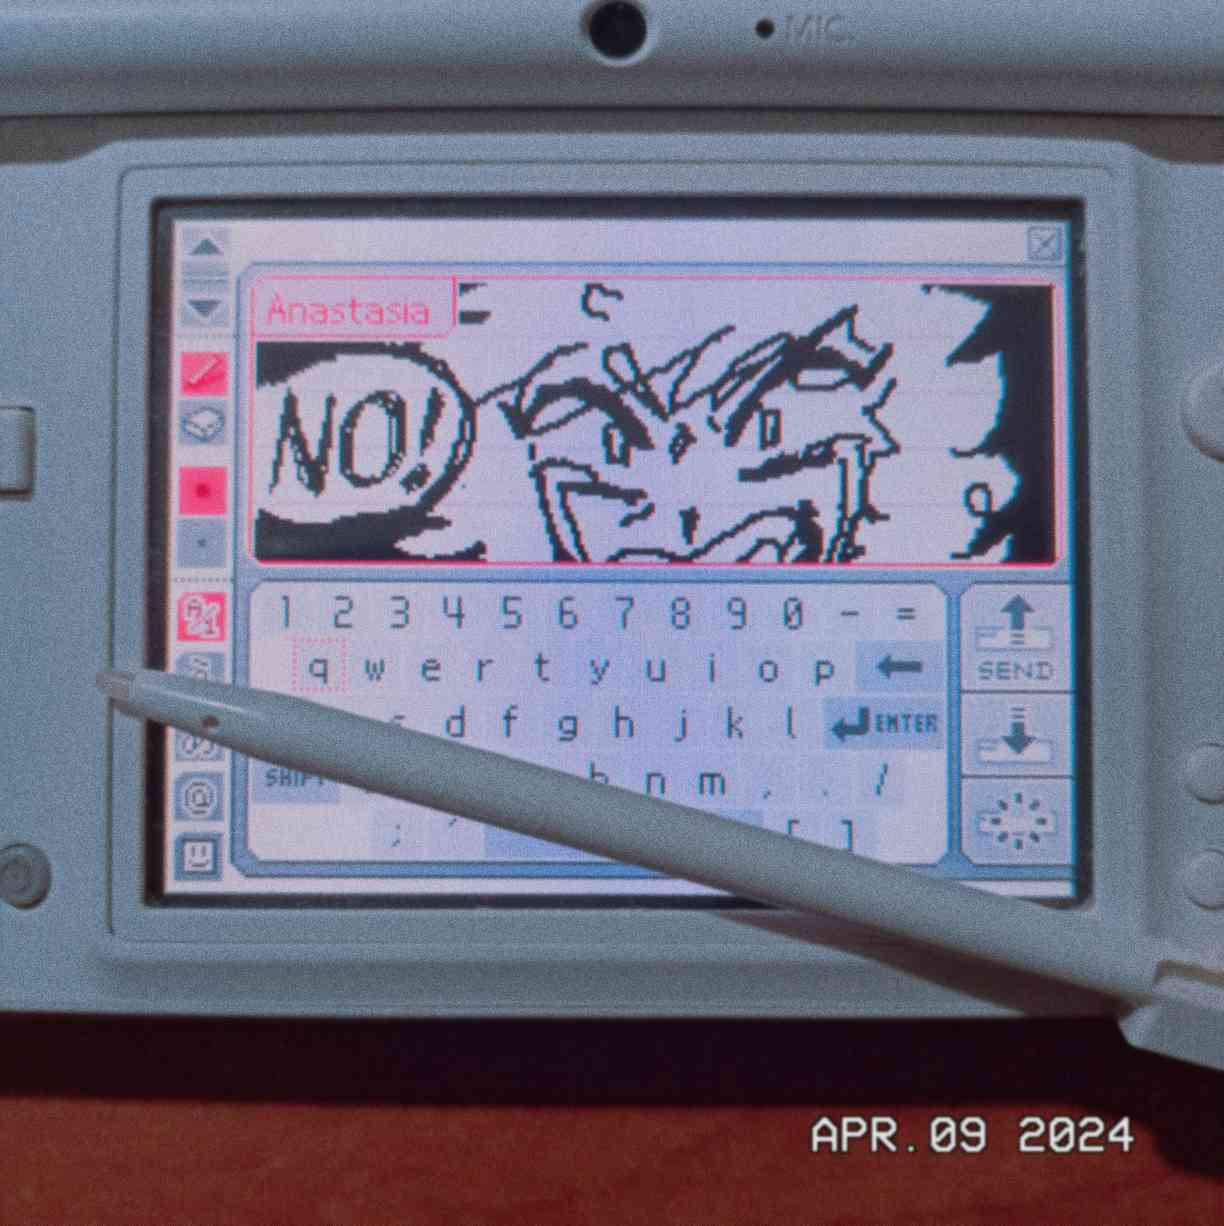 MIC.
Anastasia
NO!
1 2 3 4 5 6 7 8 9 0 - =
q w e r t y u i o p
d f g h j k l ENTER
SHIFT b n m , . /
; ' [ ]
SEND
APR.09 2024